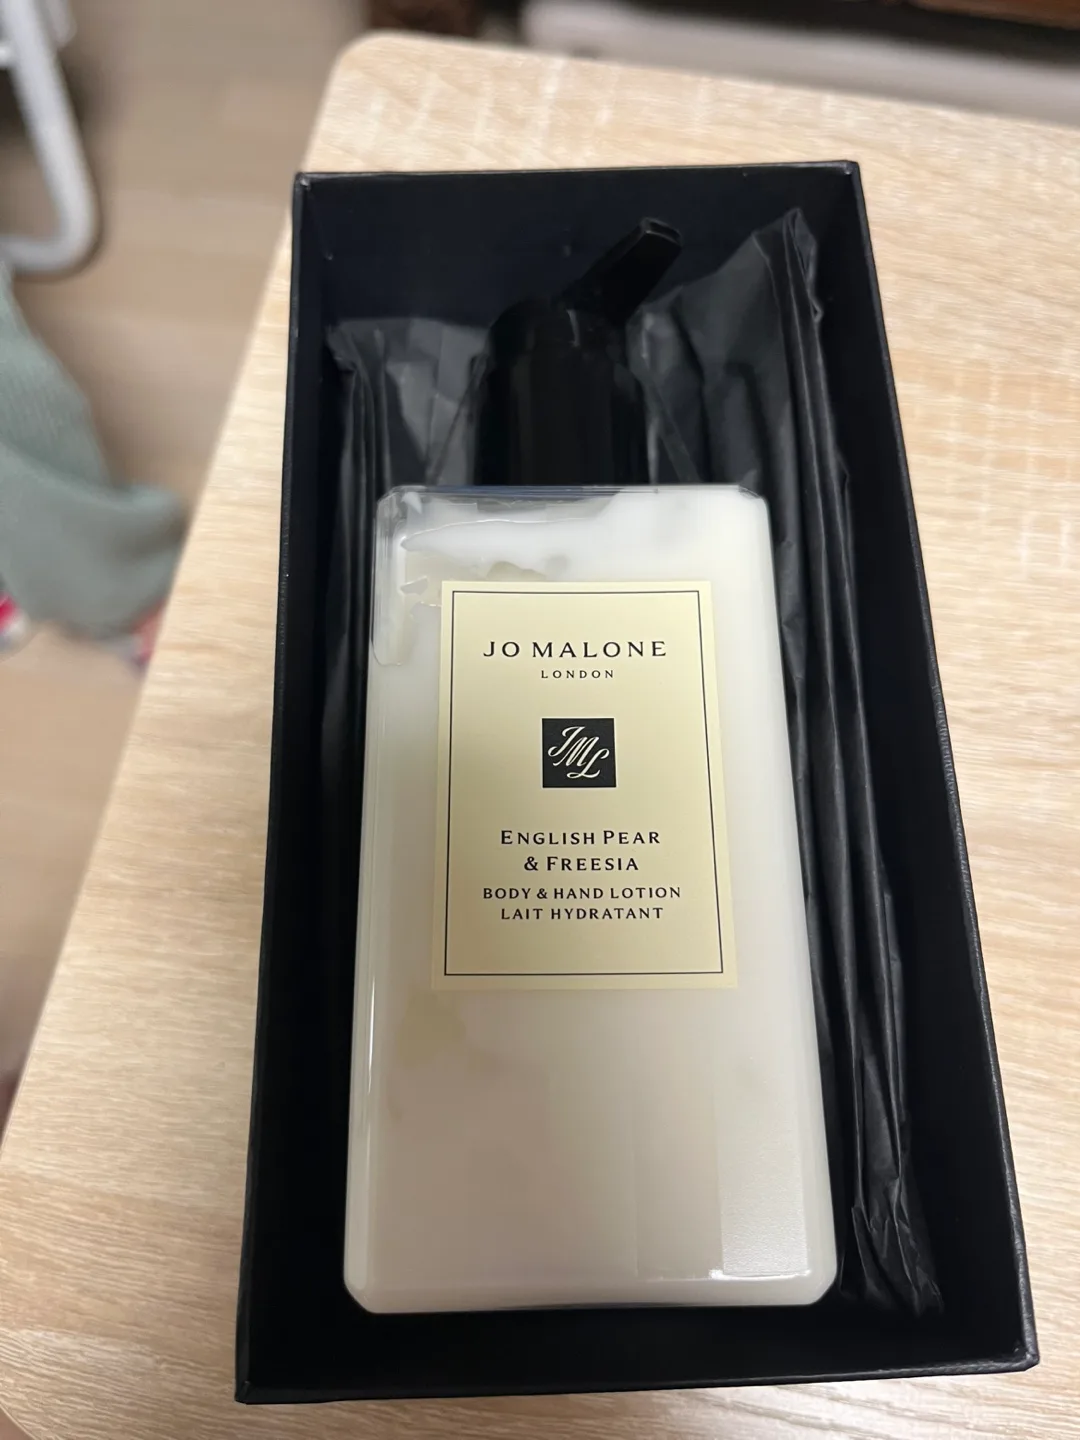 JO MALONE
LONDON
JML
ENGLISH PEAR
& FREESIA
BODY & HAND LOTION
LAIT HYDRATANT